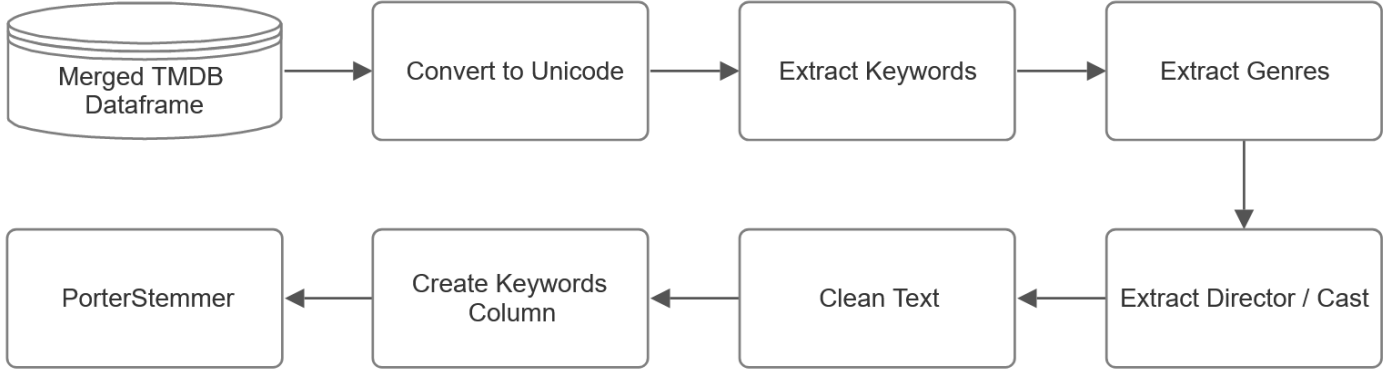 Merged TMDB
Dataframe
Convert to Unicode
Extract Keywords
Extract Genres
Extract Director / Cast
Clean Text
Create Keywords
Column
PorterStemmer